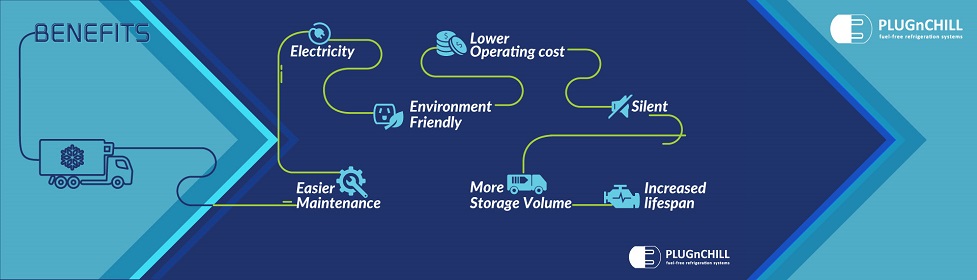 BENEFITS
PLUGnCHILL
fuel-free refrigeration systems
Electricity
Lower
Operating cost
Environment
Friendly
Silent
Easier
Maintenance
More
Storage Volume
Increased
lifespan
PLUGnCHILL
fuel-free refrigeration systems